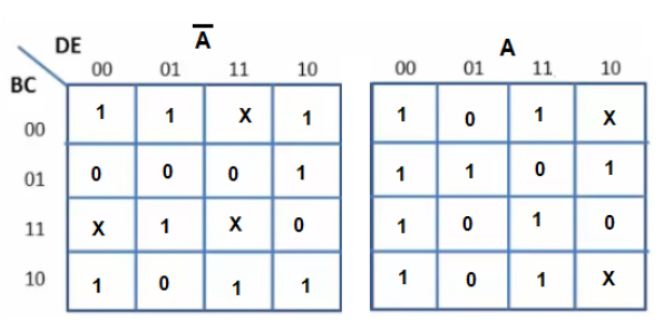 DE A̅ A
00 01 11 10 00 01 11 10
BC
00 1 1 X 1 1 0 1 X
01 0 0 0 1 1 1 0 1
11 X 1 X 0 1 0 1 0
10 1 0 1 1 1 0 1 X